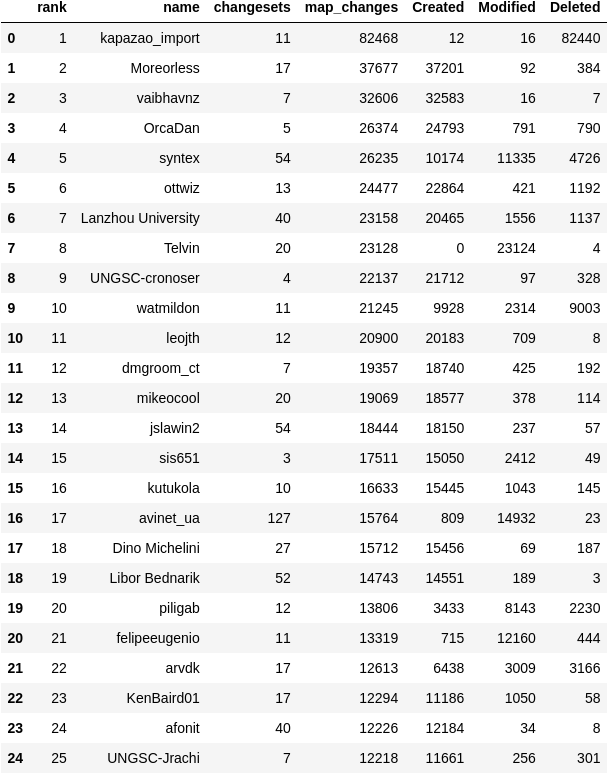 rank name changesets map_changes Created Modified Deleted
0 1 kapazao_import 11 82468 12 16 82440
1 2 Moreorless 17 37677 37201 92 384
2 3 vaibhavnz 7 32606 32583 16 7
3 4 OrcaDan 5 26374 24793 791 790
4 5 syntex 54 26235 10174 11335 4726
5 6 ottwiz 13 24477 22864 421 1192
6 7 Lanzhou University 40 23158 20465 1556 1137
7 8 Telvin 20 23128 0 23124 4
8 9 UNGSC-cronoser 4 22137 21712 97 328
9 10 watmildon 11 21245 9928 2314 9003
10 11 leojth 12 20900 20183 709 8
11 12 dmgroom_ct 7 19357 18740 425 192
12 13 mikeocool 20 19069 18577 378 114
13 14 jslawin2 54 18444 18150 237 57
14 15 sis651 3 17511 15050 2412 49
15 16 kutukola 10 16633 15445 1043 145
16 17 avinet_ua 127 15764 809 14932 23
17 18 Dino Michelini 27 15712 15456 69 187
18 19 Libor Bednarik 52 14743 14551 189 3
19 20 piligab 12 13806 3433 8143 2230
20 21 felipeeugenio 11 13319 715 12160 444
21 22 arvdk 17 12613 6438 3009 3166
22 23 KenBaird01 17 12294 11186 1050 58
23 24 afonit 40 12226 12184 34 8
24 25 UNGSC-Jrachi 7 12218 11661 256 301